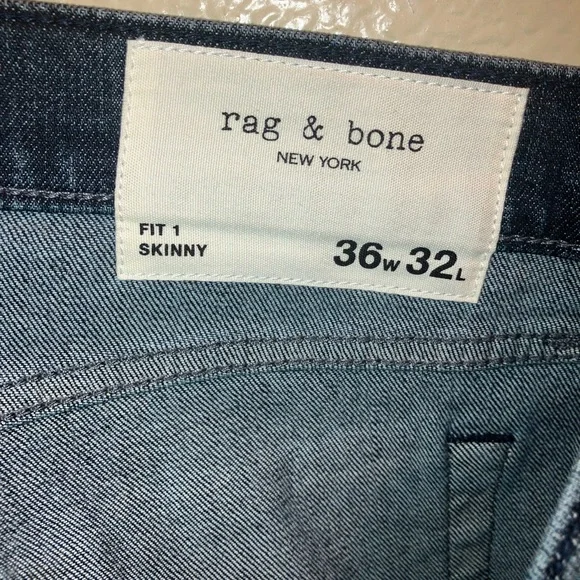 rag & bone
NEW YORK
FIT 1
SKINNY
36W 32L